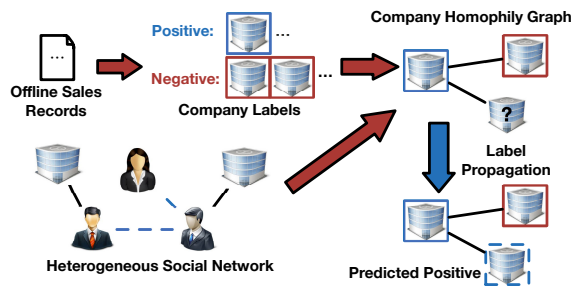 Company Homophily Graph
Positive:
...
...
Negative:
...
Offline Sales
Records
Company Labels
?
Label
Propagation
Heterogeneous Social Network
Predicted Positive